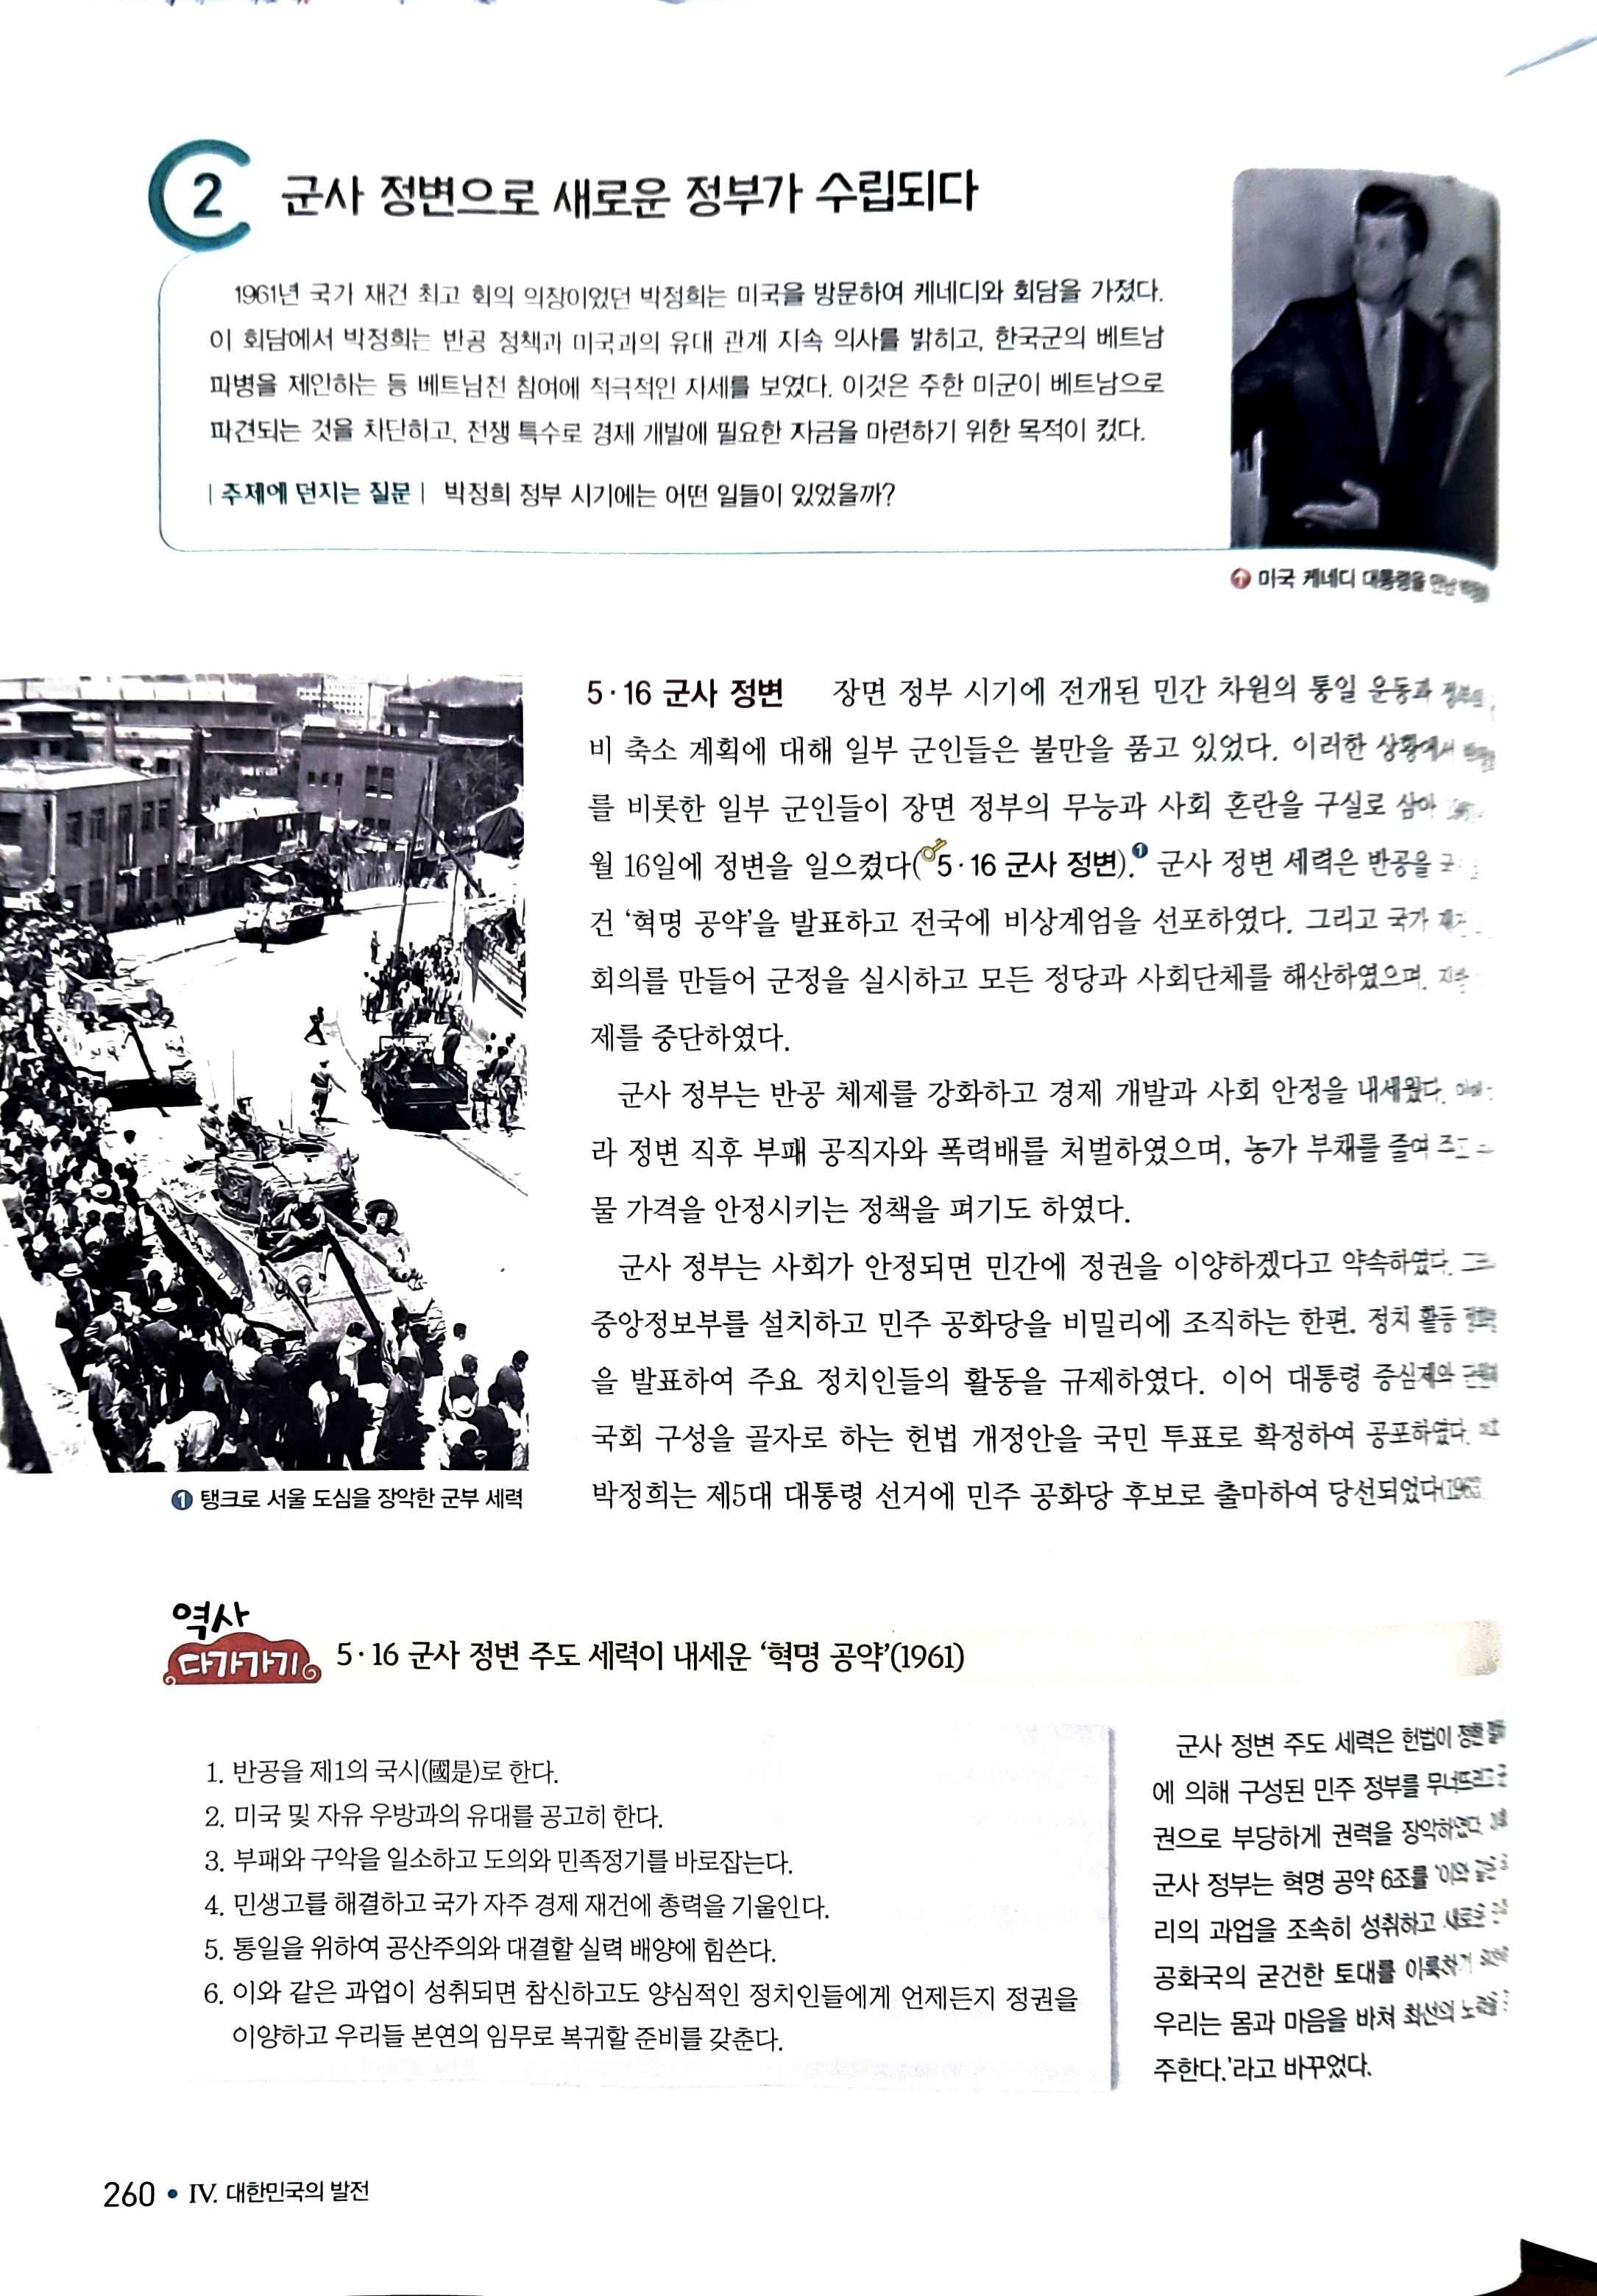 2
군사 정변으로 새로운 정부가 수립되다
1961년 국가 재건 최고 회의 의장이었던 박정희는 미국을 방문하여 케네디와 회담을 가졌다.
이 회담에서 박정희는 반공 정책과 미국과의 유대 관계 지속 의사를 밝히고, 한국군의 베트남
파병을 제안하는 등 베트남전 참여에 적극적인 자세를 보였다. 이것은 주한 미군이 베트남으로
파견되는 것을 차단하고, 전쟁 특수로 경제 개발에 필요한 자금을 마련하기 위한 목적이 컸다.
| 주제에 던지는 질문 | 박정희 정부 시기에는 어떤 일들이 있었을까?
미국 케네디 대통령을 만난
5·16 군사 정변 장면 정부 시기에 전개된 민간 차원의 통일 운동과
비 축소 계획에 대해 일부 군인들은 불만을 품고 있었다. 이러한 상황에서
를 비롯한 일부 군인들이 장면 정부의 무능과 사회 혼란을 구실로 삼아
월 16일에 정변을 일으켰다(5·16 군사 정변).❶ 군사 정변 세력은 반공을
건 ‘혁명 공약’을 발표하고 전국에 비상계엄을 선포하였다. 그리고 국가
회의를 만들어 군정을 실시하고 모든 정당과 사회단체를 해산하였으며,
제를 중단하였다.
군사 정부는 반공 체제를 강화하고 경제 개발과 사회 안정을 내세웠다.
라 정변 직후 부패 공직자와 폭력배를 처벌하였으며, 농가 부채를 줄여 주고
물 가격을 안정시키는 정책을 펴기도 하였다.
군사 정부는 사회가 안정되면 민간에 정권을 이양하겠다고 약속하였다.
중앙정보부를 설치하고 민주 공화당을 비밀리에 조직하는 한편, 정치 활동
을 발표하여 주요 정치인들의 활동을 규제하였다. 이어 대통령 중심제와
국회 구성을 골자로 하는 헌법 개정안을 국민 투표로 확정하여 공포하였다.
박정희는 제5대 대통령 선거에 민주 공화당 후보로 출마하여 당선되었다(1963
❶ 탱크로 서울 도심을 장악한 군부 세력
역사
다가가기
5·16 군사 정변 주도 세력이 내세운 ‘혁명 공약’(1961)
1. 반공을 제1의 국시(國是)로 한다.
2. 미국 및 자유 우방과의 유대를 공고히 한다.
3. 부패와 구악을 일소하고 도의와 민족정기를 바로잡는다.
4. 민생고를 해결하고 국가 자주 경제 재건에 총력을 기울인다.
5. 통일을 위하여 공산주의와 대결할 실력 배양에 힘쓴다.
6. 이와 같은 과업이 성취되면 참신하고도 양심적인 정치인들에게 언제든지 정권을
이양하고 우리들 본연의 임무로 복귀할 준비를 갖춘다.
군사 정변 주도 세력은 헌법이 정한
에 의해 구성된 민주 정부를 무너뜨리고
권으로 부당하게 권력을 장악하였다.
군사 정부는 혁명 공약 6조를 ‘이와 같은
리의 과업을 조속히 성취하고 새로운
공화국의 굳건한 토대를 이룩하기
우리는 몸과 마음을 바쳐 최선의 노력을
주한다.’라고 바꾸었다.
260 • IV. 대한민국의 발전